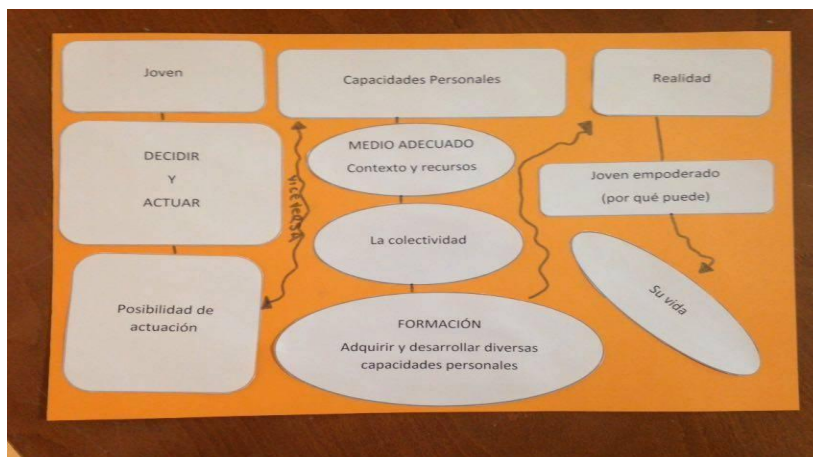 Joven
DECIDIR
Y
ACTUAR
Posibilidad de
actuación
VICEVERSA
Capacidades Personales
MEDIO ADECUADO
Contexto y recursos
La colectividad
FORMACIÓN
Adquirir y desarrollar diversas
capacidades personales
Realidad
Joven empoderado
(por qué puede)
Su vida